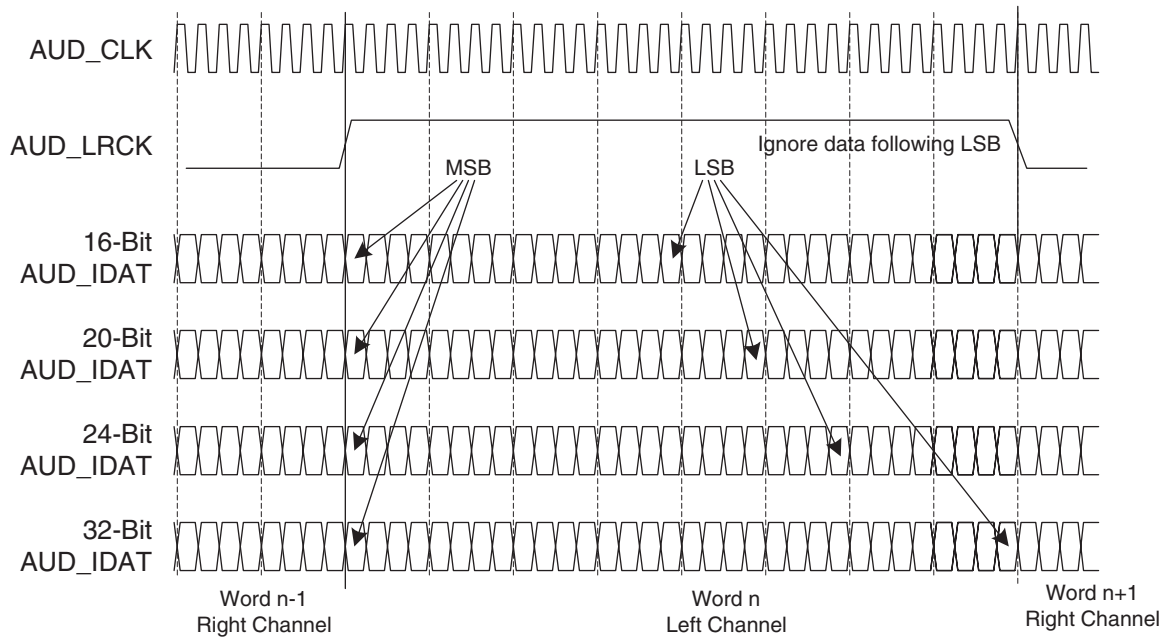 AUD_CLK
AUD_LRCK
Ignore data following LSB
MSB
LSB
16-Bit
AUD_IDAT
20-Bit
AUD_IDAT
24-Bit
AUD_IDAT
32-Bit
AUD_IDAT
Word n-1
Right Channel
Word n
Left Channel
Word n+1
Right Channel